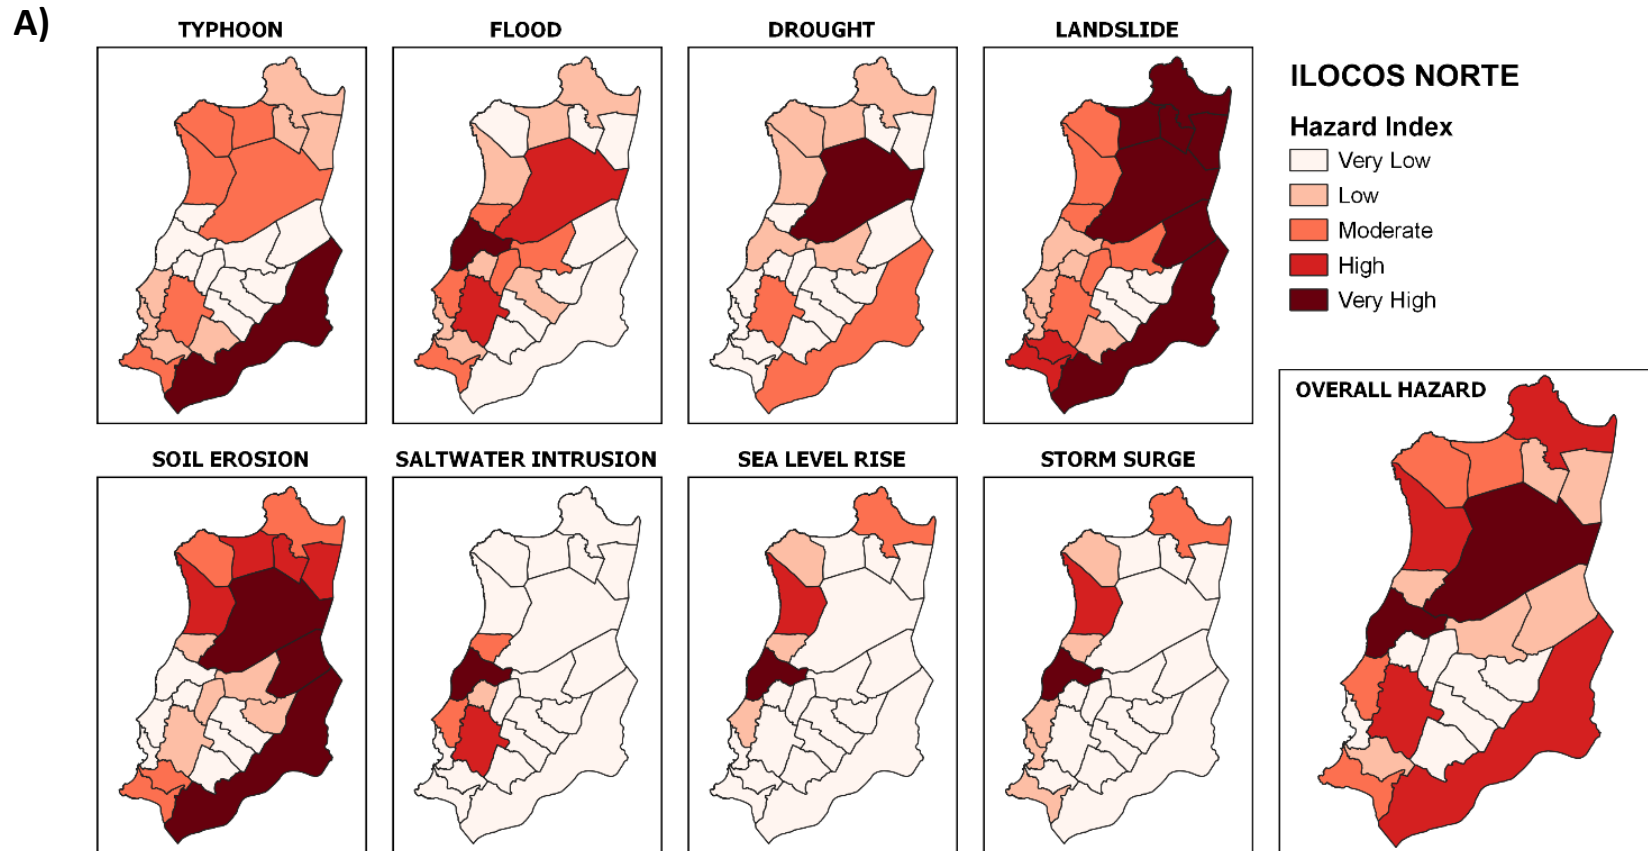 A)
TYPHOON
FLOOD
DROUGHT
LANDSLIDE
ILOCOS NORTE
Hazard Index
Very Low
Low
Moderate
High
Very High
OVERALL HAZARD
SOIL EROSION
SALTWATER INTRUSION
SEA LEVEL RISE
STORM SURGE